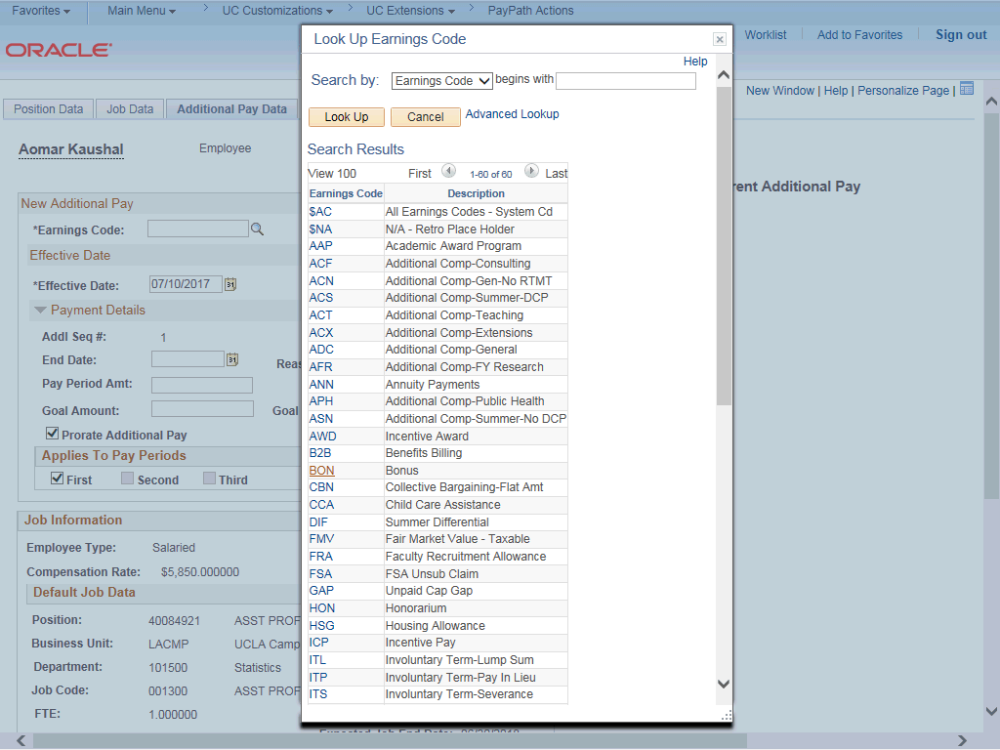 Favorites Main Menu UC Customizations UC Extensions PayPath Actions
ORACLE
Worklist Add to Favorites Sign out
New Window | Help | Personalize Page |
Position Data Job Data Additional Pay Data
Aomar Kaushal Employee
rent Additional Pay
New Additional Pay
*Earnings Code:
Effective Date
*Effective Date: 07/10/2017
Payment Details
Addl Seq #: 1
End Date: Reas
Pay Period Amt:
Goal Amount: Goal
Prorate Additional Pay
Applies To Pay Periods
First Second Third
Job Information
Employee Type: Salaried
Compensation Rate: $5,850.000000
Default Job Data
Position: 40084921 ASST PROF
Business Unit: LACMP UCLA Camp
Department: 101500 Statistics
Job Code: 001300 ASST PROF
FTE: 1.000000
Look Up Earnings Code
Help
Search by: Earnings Code begins with
Look Up Cancel Advanced Lookup
Search Results
View 100 First 1-60 of 60 Last
Earnings Code Description
$AC All Earnings Codes - System Cd
$NA N/A - Retro Place Holder
AAP Academic Award Program
ACF Additional Comp-Consulting
ACN Additional Comp-Gen-No RTMT
ACS Additional Comp-Summer-DCP
ACT Additional Comp-Teaching
ACX Additional Comp-Extensions
ADC Additional Comp-General
AFR Additional Comp-FY Research
ANN Annuity Payments
APH Additional Comp-Public Health
ASN Additional Comp-Summer-No DCP
AWD Incentive Award
B2B Benefits Billing
BON Bonus
CBN Collective Bargaining-Flat Amt
CCA Child Care Assistance
DIF Summer Differential
FMV Fair Market Value - Taxable
FRA Faculty Recruitment Allowance
FSA FSA Unsub Claim
GAP Unpaid Cap Gap
HON Honorarium
HSG Housing Allowance
ICP Incentive Pay
ITL Involuntary Term-Lump Sum
ITP Involuntary Term-Pay In Lieu
ITS Involuntary Term-Severance